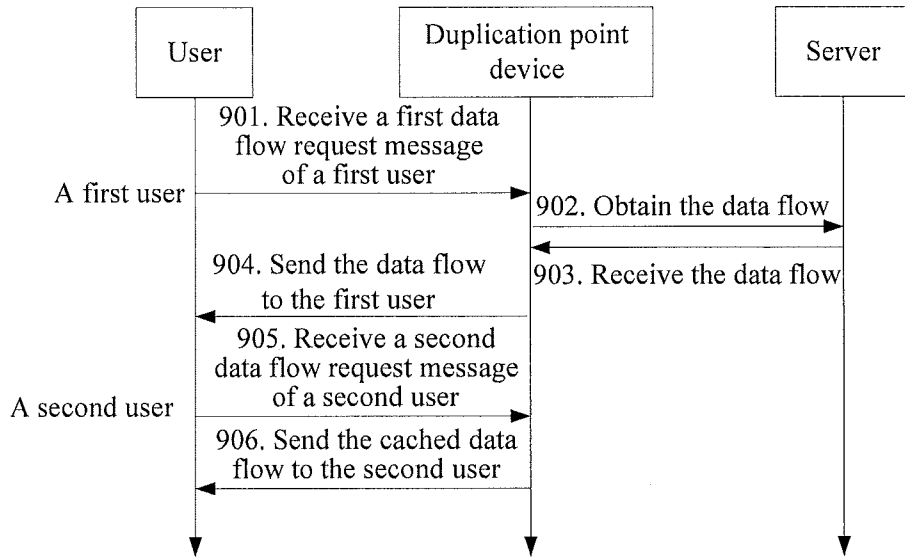 User
Duplication point
device
Server
901. Receive a first data
flow request message
of a first user
A first user
902. Obtain the data flow
903. Receive the data flow
904. Send the data flow
to the first user
905. Receive a second
data flow request message
of a second user
A second user
906. Send the cached data
flow to the second user